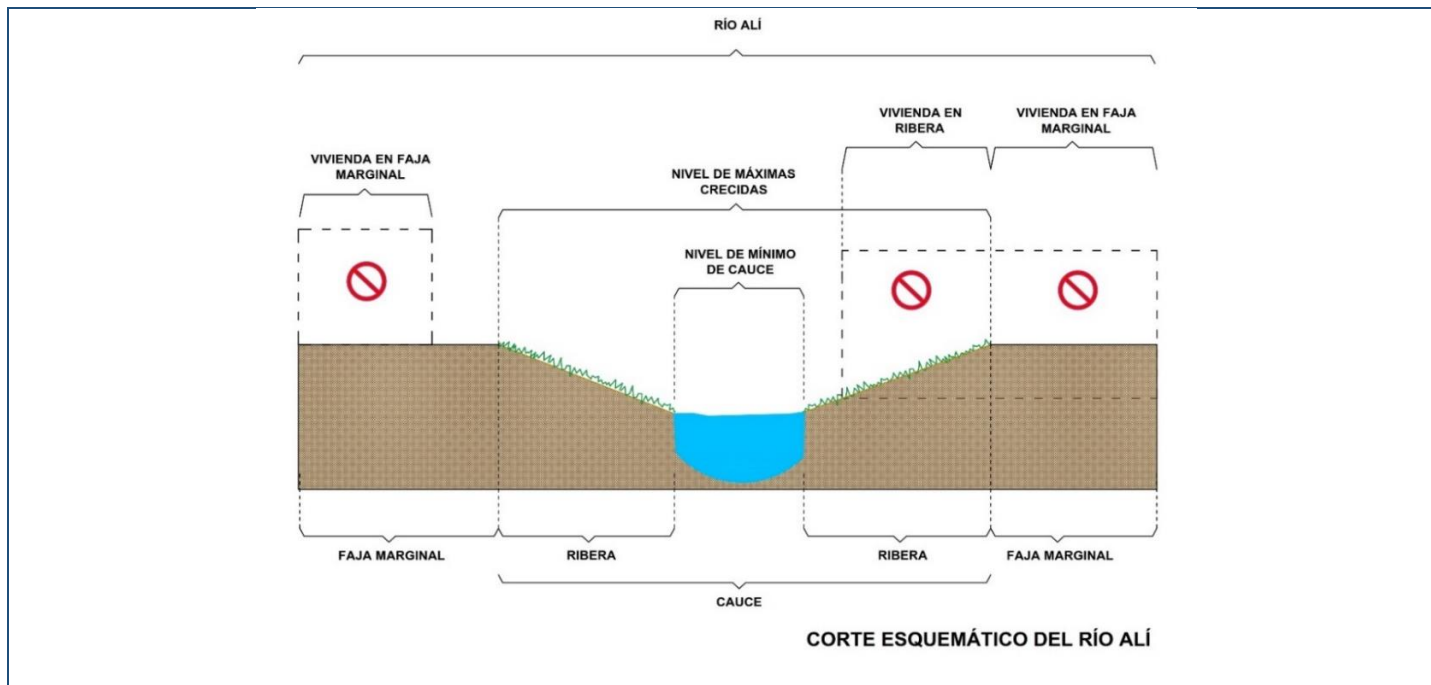 RÍO ALÍ
VIVIENDA EN
RIBERA
VIVIENDA EN FAJA
MARGINAL
VIVIENDA EN FAJA
MARGINAL
NIVEL DE MÁXIMAS
CRECIDAS
NIVEL DE MÍNIMO
DE CAUCE
FAJA MARGINAL
RIBERA
RIBERA
FAJA MARGINAL
CAUCE
CORTE ESQUEMÁTICO DEL RÍO ALÍ